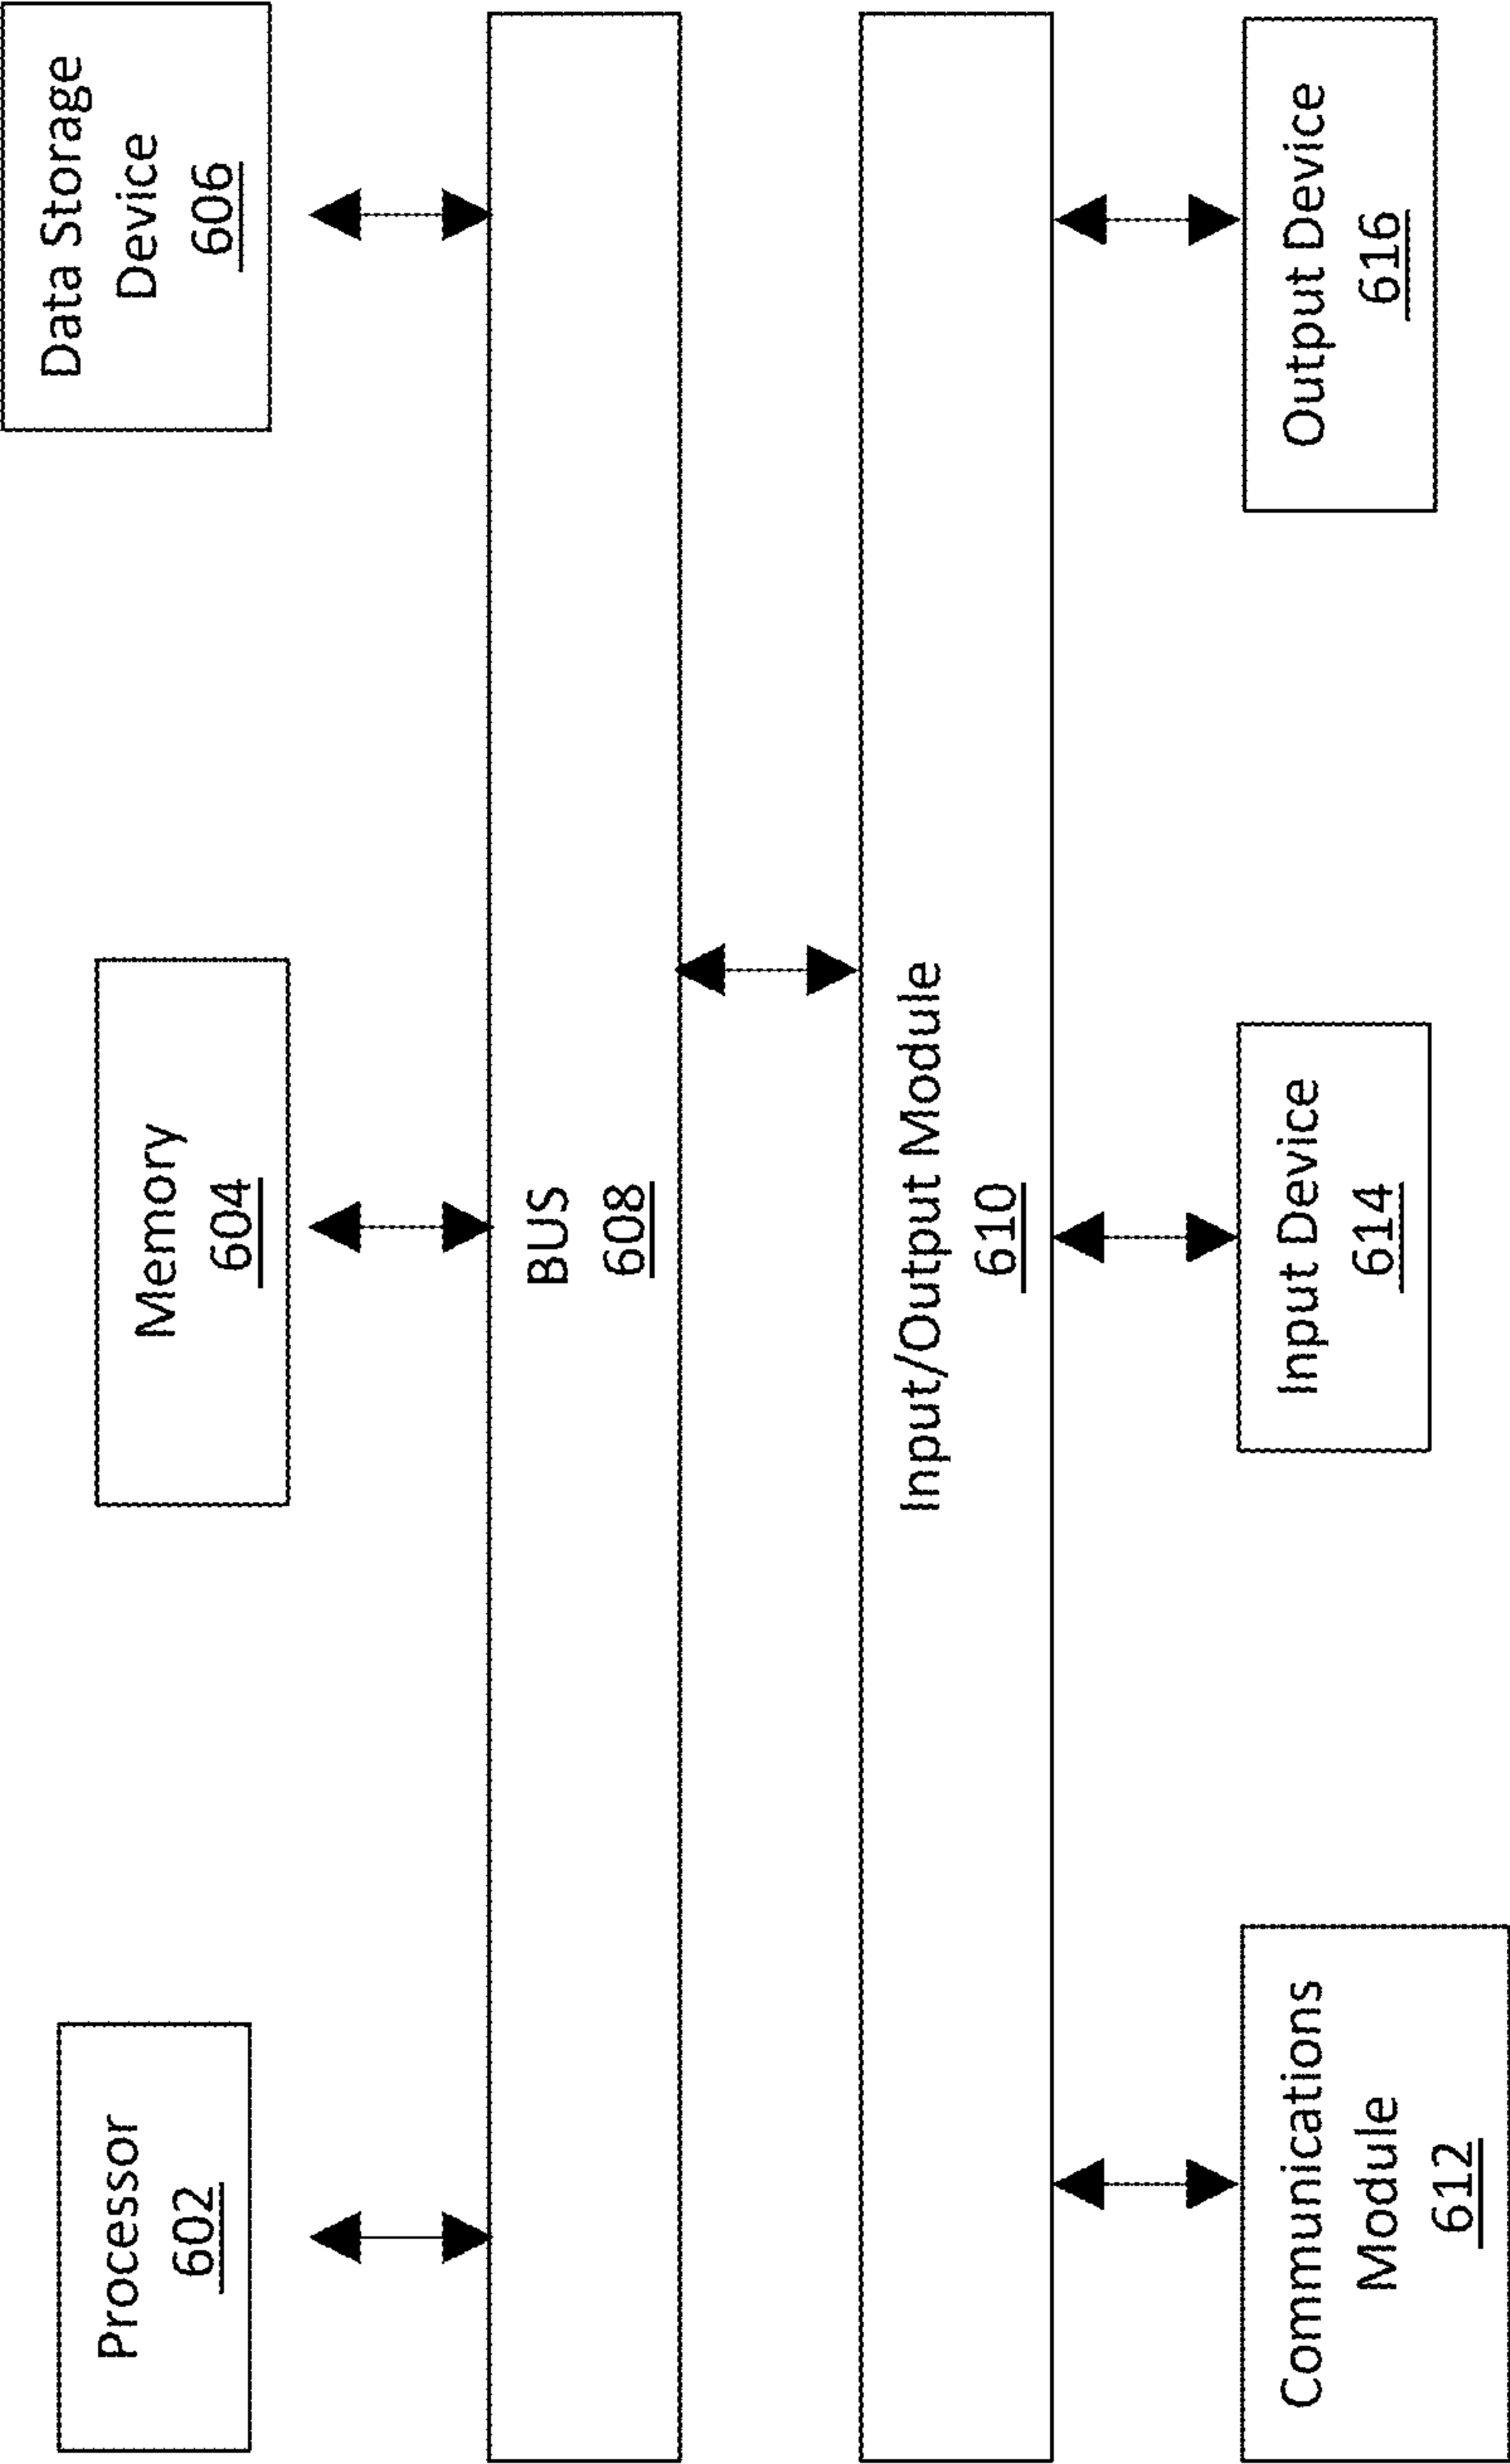 Processor
602
Memory
604
Data Storage
Device
606
BUS
608
Input/Output Module
610
Communications
Module
612
Input Device
614
Output Device
616